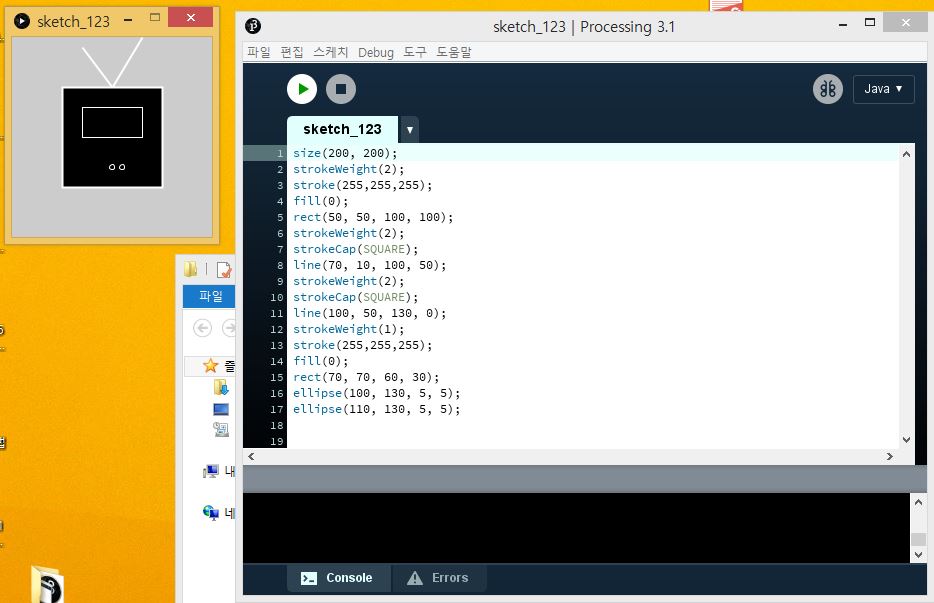 sketch_123
sketch_123 | Processing 3.1
파일 편집 스케치 Debug 도구 도움말
Java
sketch_123
1 size(200, 200);
2 strokeWeight(2);
3 stroke(255,255,255);
4 fill(0);
5 rect(50, 50, 100, 100);
6 strokeWeight(2);
7 strokeCap(SQUARE);
8 line(70, 10, 100, 50);
9 strokeWeight(2);
10 strokeCap(SQUARE);
11 line(100, 50, 130, 0);
12 strokeWeight(1);
13 stroke(255,255,255);
14 fill(0);
15 rect(70, 70, 60, 30);
16 ellipse(100, 130, 5, 5);
17 ellipse(110, 130, 5, 5);
18
19
파일
내
네
Console
Errors